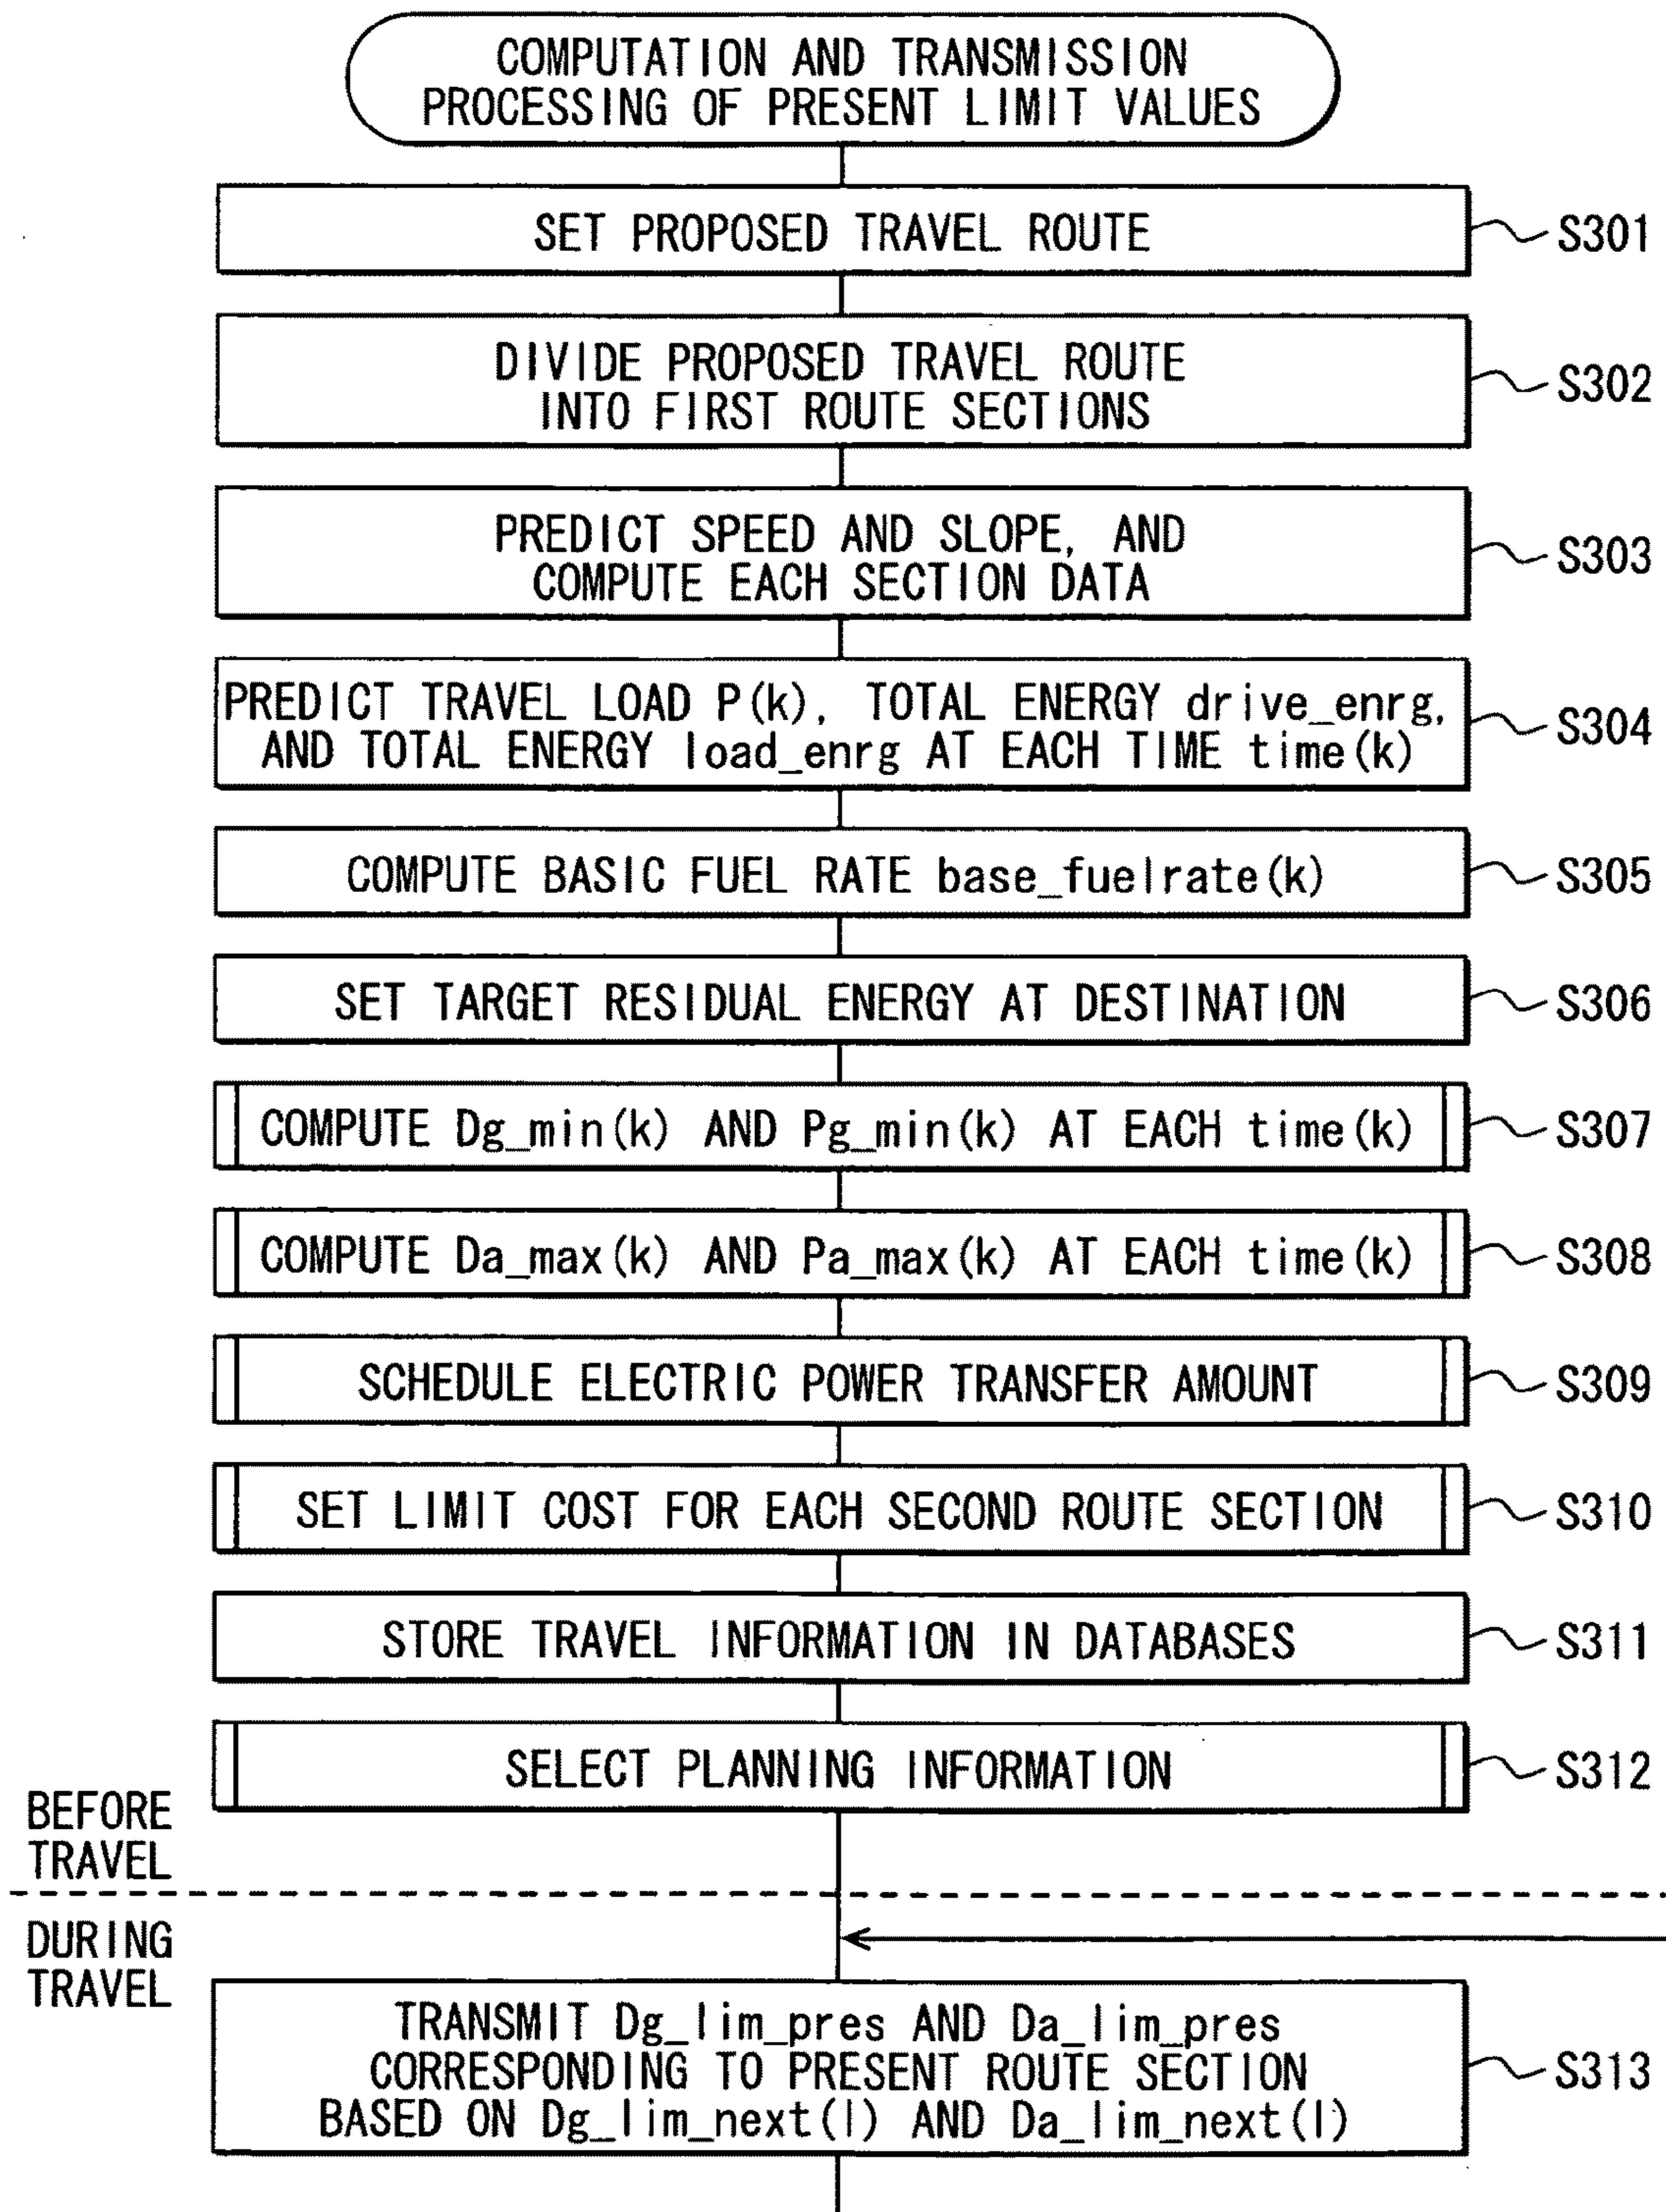 COMPUTATION AND TRANSMISSION
PROCESSING OF PRESENT LIMIT VALUES
SET PROPOSED TRAVEL ROUTE
S301
DIVIDE PROPOSED TRAVEL ROUTE
INTO FIRST ROUTE SECTIONS
S302
PREDICT SPEED AND SLOPE, AND
COMPUTE EACH SECTION DATA
S303
PREDICT TRAVEL LOAD P(k), TOTAL ENERGY drive_enrg,
AND TOTAL ENERGY load_enrg AT EACH TIME time(k)
S304
COMPUTE BASIC FUEL RATE base_fuelrate(k)
S305
SET TARGET RESIDUAL ENERGY AT DESTINATION
S306
COMPUTE Dg_min(k) AND Pg_min(k) AT EACH time(k)
S307
COMPUTE Da_max(k) AND Pa_max(k) AT EACH time(k)
S308
SCHEDULE ELECTRIC POWER TRANSFER AMOUNT
S309
SET LIMIT COST FOR EACH SECOND ROUTE SECTION
S310
STORE TRAVEL INFORMATION IN DATABASES
S311
SELECT PLANNING INFORMATION
S312
BEFORE
TRAVEL
DURING
TRAVEL
TRANSMIT Dg_lim_pres AND Da_lim_pres
CORRESPONDING TO PRESENT ROUTE SECTION
BASED ON Dg_lim_next(l) AND Da_lim_next(l)
S313